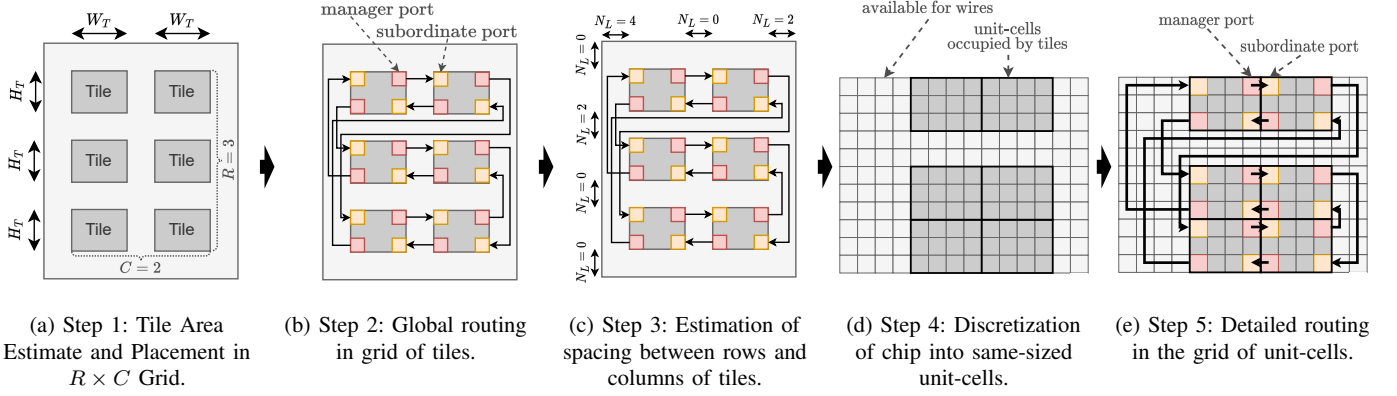 W_T W_T
H_T Tile Tile
H_T Tile Tile
H_T Tile Tile
R = 3
C = 2
(a) Step 1: Tile Area
Estimate and Placement in
R × C Grid.
manager port
subordinate port
(b) Step 2: Global routing
in grid of tiles.
N_L = 4 N_L = 0 N_L = 2
N_L = 0
N_L = 2
N_L = 0
N_L = 0
(c) Step 3: Estimation of
spacing between rows and
columns of tiles.
available for wires
unit-cells
occupied by tiles
(d) Step 4: Discretization
of chip into same-sized
unit-cells.
manager port
subordinate port
(e) Step 5: Detailed routing
in the grid of unit-cells.